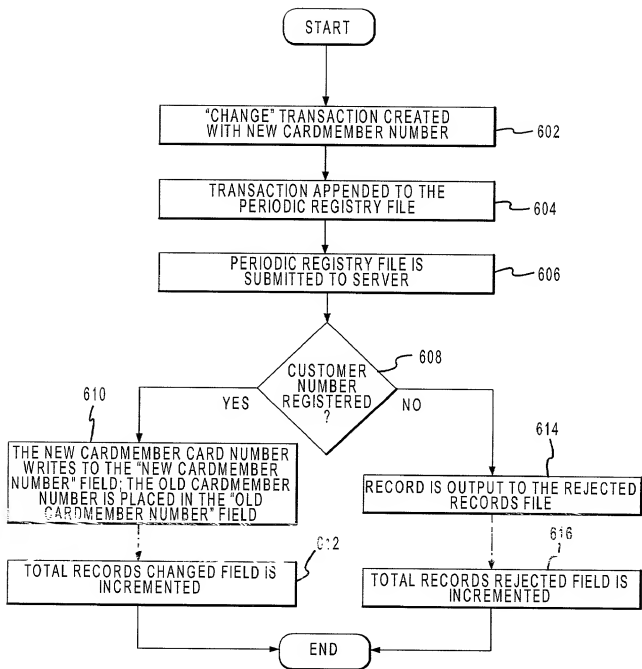 START
"CHANGE" TRANSACTION CREATED
WITH NEW CARDMEMBER NUMBER
602
TRANSACTION APPENDED TO THE
PERIODIC REGISTRY FILE
604
PERIODIC REGISTRY FILE IS
SUBMITTED TO SERVER
606
608
CUSTOMER
NUMBER
REGISTERED
?
YES
NO
610
THE NEW CARDMEMBER CARD NUMBER
WRITES TO THE "NEW CARDMEMBER
NUMBER" FIELD; THE OLD CARDMEMBER
NUMBER IS PLACED IN THE "OLD
CARDMEMBER NUMBER" FIELD
614
RECORD IS OUTPUT TO THE REJECTED
RECORDS FILE
612
TOTAL RECORDS CHANGED FIELD IS
INCREMENTED
616
TOTAL RECORDS REJECTED FIELD IS
INCREMENTED
END